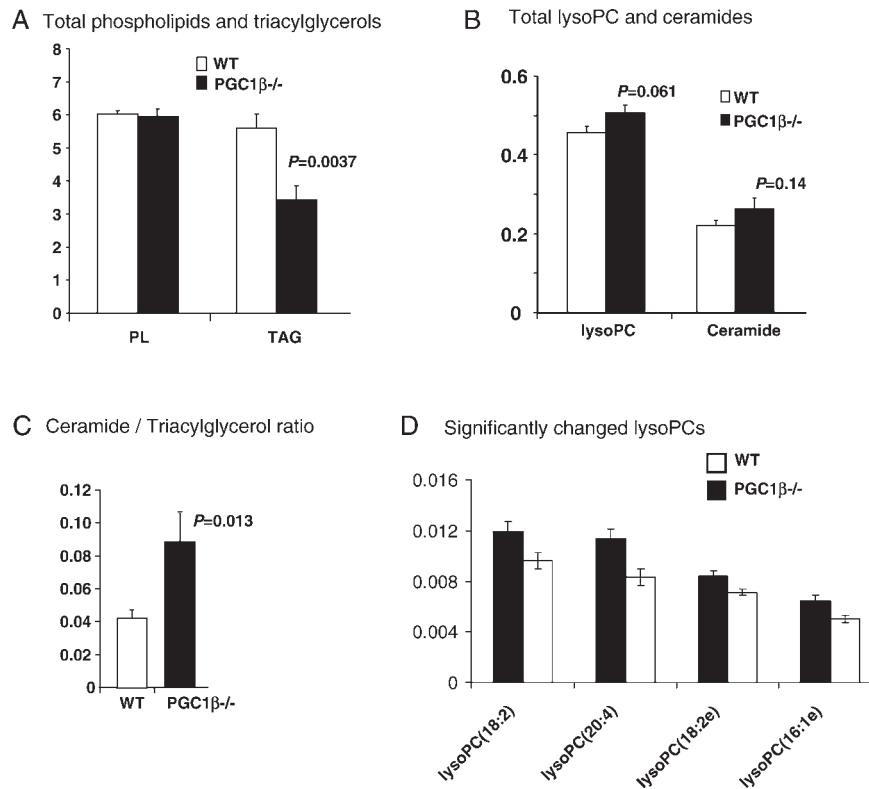 A Total phospholipids and triacylglycerols
8
7
6
5
4
3
2
1
0
WT
PGC1β-/-
P=0.0037
PL TAG
B Total lysoPC and ceramides
0.6
0.4
0.2
0
P=0.061
WT
PGC1β-/-
P=0.14
lysoPC Ceramide
C Ceramide / Triacylglycerol ratio
0.12
0.10
0.08
0.06
0.04
0.02
0
P=0.013
WT PGC1β-/-
D Significantly changed lysoPCs
WT
PGC1β-/-
0.016
0.012
0.008
0.004
0
lysoPC(18:2)
lysoPC(20:4)
lysoPC(18:2e)
lysoPC(16:1e)